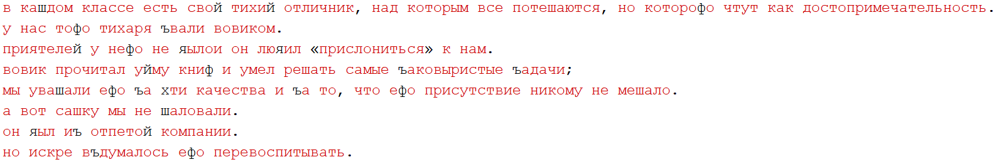 в кашдом классе есть свой тихий отличник, над которым все потешаются, но которофо чтут как достопримечательность.
у нас тофо тихаря ъвали вовиком.
приятелей у нефо не яылои он люяил «прислониться» к нам.
вовик прочитал уйму книф и умел решать самые ъаковыристые ъадачи;
мы увашали ефо ъа хти качества и ъа то, что ефо присутствие никому не мешало.
а вот сашку мы не шаловали.
он яыл иъ отпетой компании.
но искре въдумалось ефо перевоспитывать.